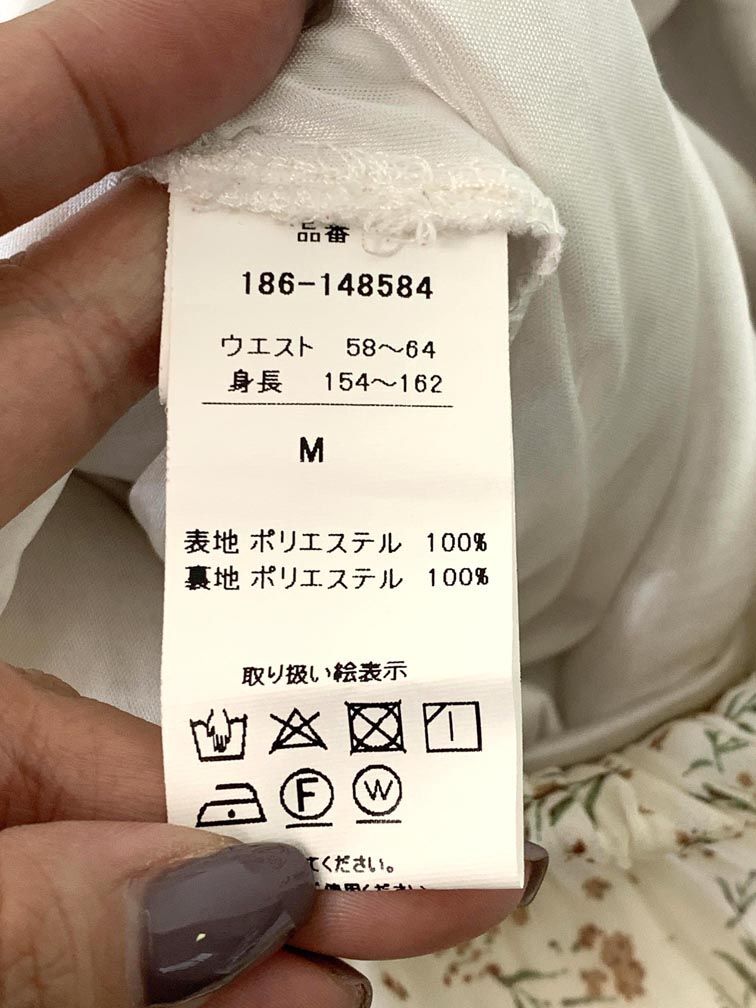 品番
186-148584
ウエスト 58～64
身長 154～162
M
表地 ポリエステル 100%
裏地 ポリエステル 100%
取り扱い絵表示
F W
てください。